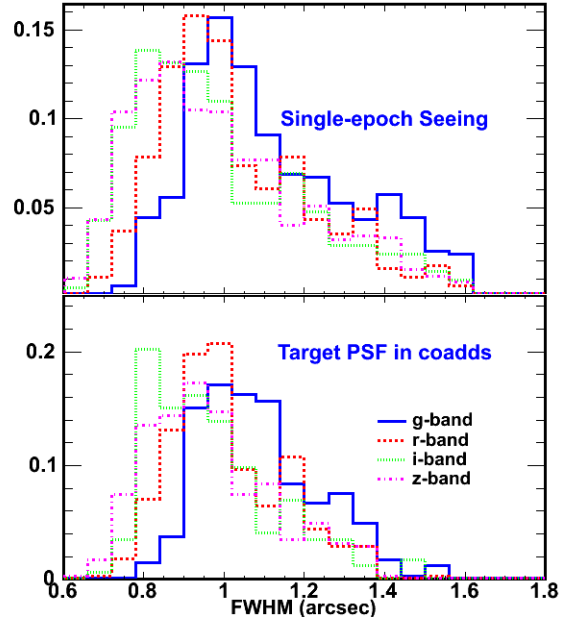 0.15
0.1
0.05
Single-epoch Seeing
0.2
0.1
0
Target PSF in coadds
g-band
r-band
i-band
z-band
0.6 0.8 1 1.2 1.4 1.6 1.8
FWHM (arcsec)